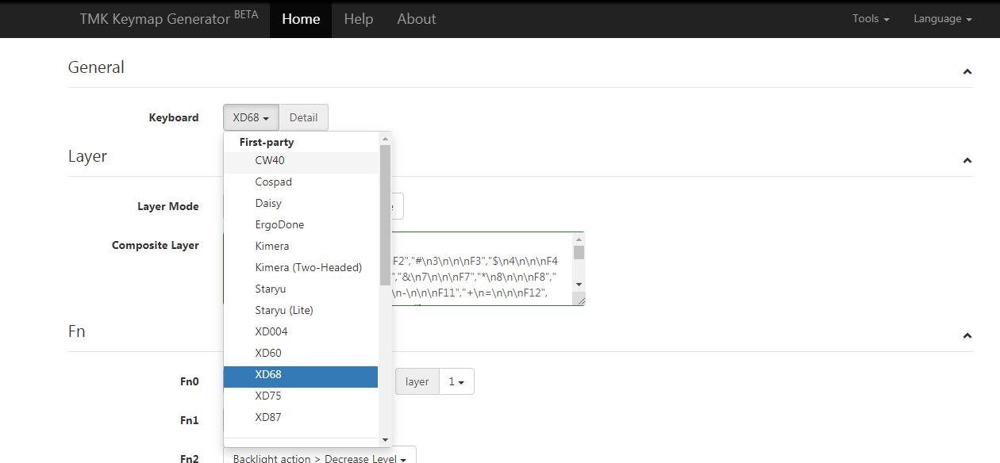 TMK Keymap Generator BETA Home Help About Tools Language
General
Keyboard XD68 Detail
First-party
CW40
Cospad
Daisy
ErgoDone
Kimera
Kimera (Two-Headed)
Staryu
Staryu (Lite)
XD004
XD60
XD68
XD75
XD87
Layer
Layer Mode
Composite Layer
F2","#\n3\n\n\nF3","$\n4\n\n\nF4
","&\n7\n\n\nF7","*\n8\n\n\nF8","
\n-\n\n\nF11","+\n=\n\n\nF12",
Fn
Fn0 layer 1
Fn1
Fn2 Backlight action > Decrease Level